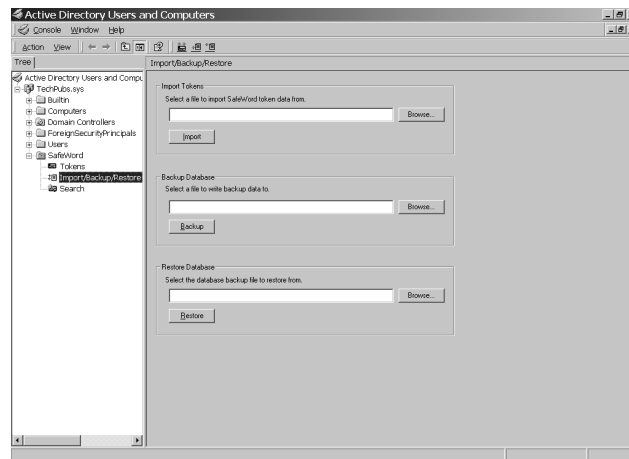 Active Directory Users and Computers
Console Window Help
Action View
Tree
Import/Backup/Restore
Active Directory Users and Compu
TechPubs.sys
Builtin
Computers
Domain Controllers
ForeignSecurityPrincipals
Users
SafeWord
Tokens
Import/Backup/Restore
Search
Import Tokens
Select a file to import SafeWord token data from.
Browse...
Import
Backup Database
Select a file to write backup data to.
Browse...
Backup
Restore Database
Select the database backup file to restore from.
Browse...
Restore